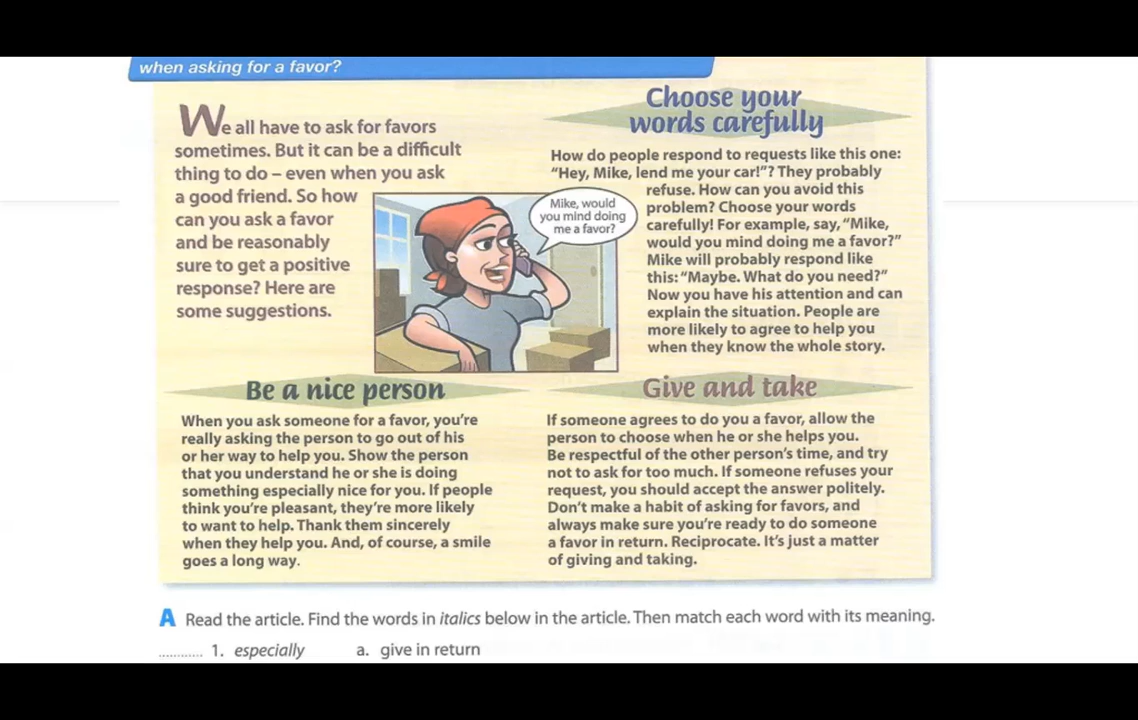 when asking for a favor?
We all have to ask for favors
sometimes. But it can be a difficult
thing to do – even when you ask
a good friend. So how
can you ask a favor
and be reasonably
sure to get a positive
response? Here are
some suggestions.
Mike, would
you mind doing
me a favor?
Choose your
words carefully
How do people respond to requests like this one:
“Hey, Mike, lend me your car!”? They probably
refuse. How can you avoid this
problem? Choose your words
carefully! For example, say, “Mike,
would you mind doing me a favor?”
Mike will probably respond like
this: “Maybe. What do you need?”
Now you have his attention and can
explain the situation. People are
more likely to agree to help you
when they know the whole story.
Be a nice person
When you ask someone for a favor, you’re
really asking the person to go out of his
or her way to help you. Show the person
that you understand he or she is doing
something especially nice for you. If people
think you’re pleasant, they’re more likely
to want to help. Thank them sincerely
when they help you. And, of course, a smile
goes a long way.
Give and take
If someone agrees to do you a favor, allow the
person to choose when he or she helps you.
Be respectful of the other person’s time, and try
not to ask for too much. If someone refuses your
request, you should accept the answer politely.
Don’t make a habit of asking for favors, and
always make sure you’re ready to do someone
a favor in return. Reciprocate. It’s just a matter
of giving and taking.
A Read the article. Find the words in italics below in the article. Then match each word with its meaning.
............ 1. especially a. give in return